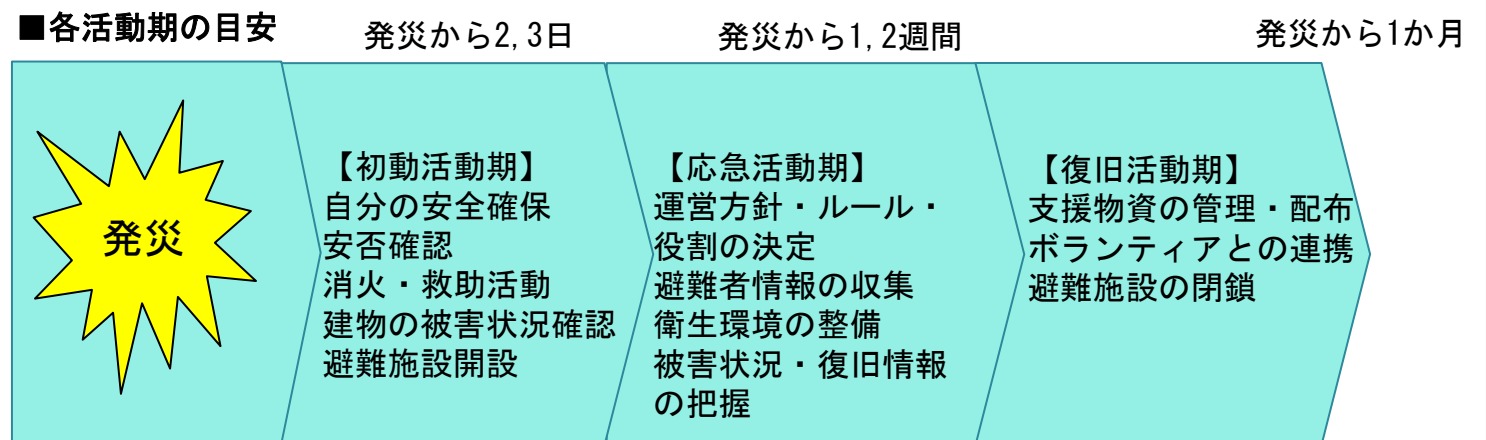 ■各活動期の目安
発災から2,3日
発災から1,2週間
発災から1か月
発災
【初動活動期】
自分の安全確保
安否確認
消火・救助活動
建物の被害状況確認
避難施設開設
【応急活動期】
運営方針・ルール・
役割の決定
避難者情報の収集
衛生環境の整備
被害状況・復旧情報
の把握
【復旧活動期】
支援物資の管理・配布
ボランティアとの連携
避難施設の閉鎖